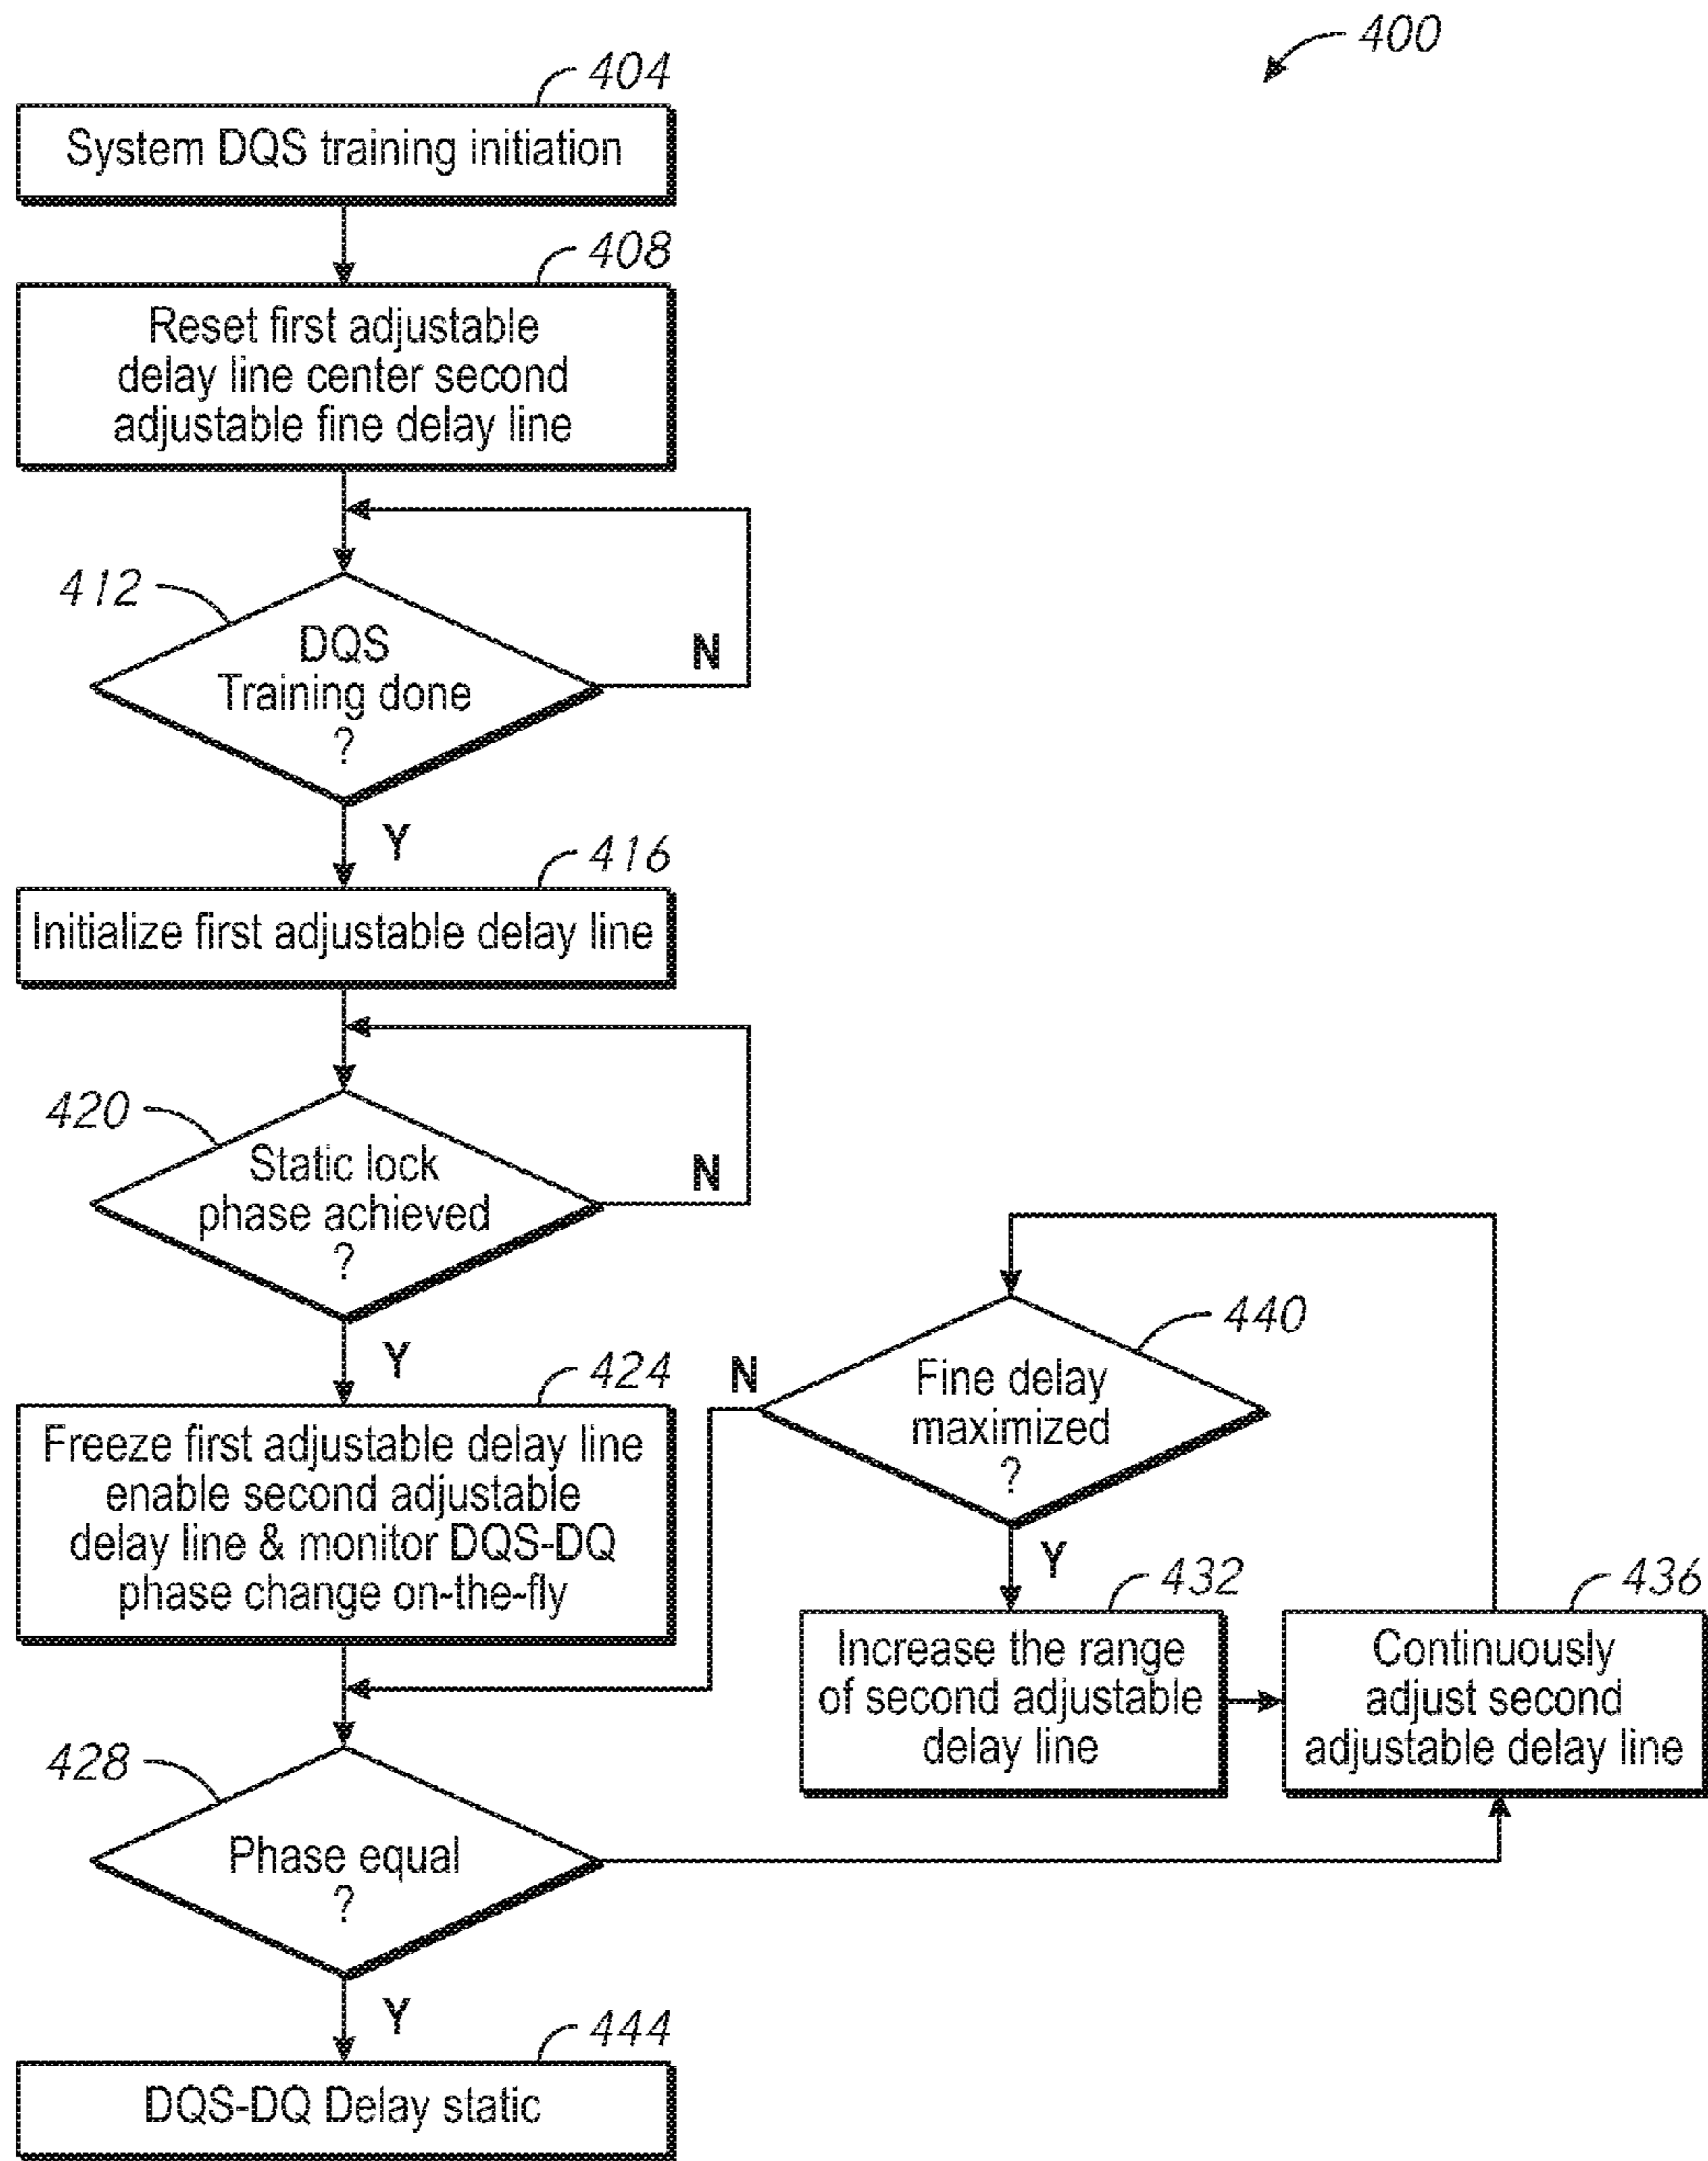 400
404
System DQS training initiation
408
Reset first adjustable
delay line center second
adjustable fine delay line
412
DQS
Training done
?
N
Y
416
Initialize first adjustable delay line
420
Static lock
phase achieved
?
N
Y
424
Freeze first adjustable delay line
enable second adjustable
delay line & monitor DQS-DQ
phase change on-the-fly
440
Fine delay
maximized
?
N
Y
432
Increase the range
of second adjustable
delay line
436
Continuously
adjust second
adjustable delay line
428
Phase equal
?
Y
444
DQS-DQ Delay static